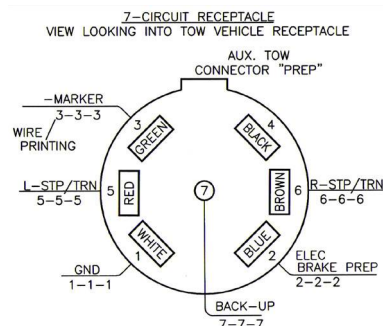 7-CIRCUIT RECEPTACLE
VIEW LOOKING INTO TOW VEHICLE RECEPTACLE
AUX. TOW
CONNECTOR "PREP"
-MARKER
3-3-3
WIRE
PRINTING
3
GREEN
4
BLACK
L-STP/TRN
5-5-5
5
RED
7
BROWN
6
R-STP/TRN
6-6-6
WHITE
1
BLUE
2
GND
1-1-1
ELEC
BRAKE PREP
2-2-2
BACK-UP
7-7-7